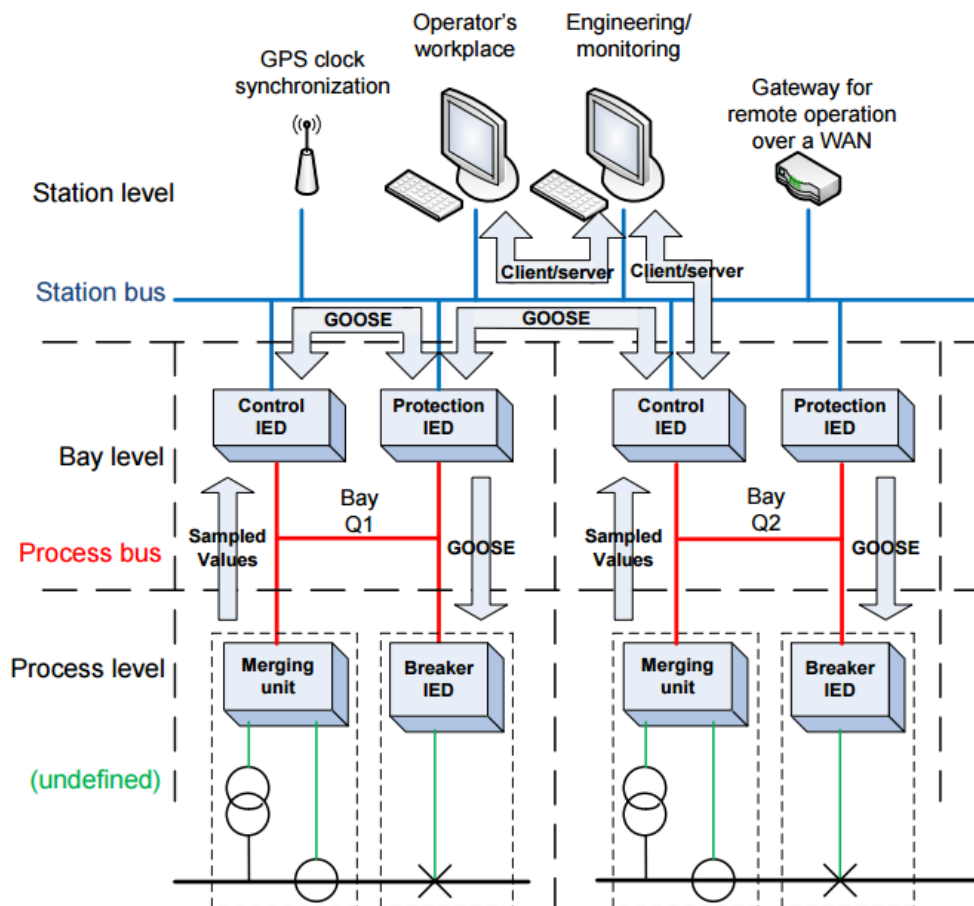 Operator's
workplace
Engineering/
monitoring
GPS clock
synchronization
Gateway for
remote operation
over a WAN
Station level
Client/server
Client/server
Station bus
GOOSE
GOOSE
Control
IED
Protection
IED
Control
IED
Protection
IED
Bay level
Bay
Q1
Bay
Q2
Sampled
Values
GOOSE
Sampled
Values
GOOSE
Process bus
Process level
Merging
unit
Breaker
IED
Merging
unit
Breaker
IED
(undefined)